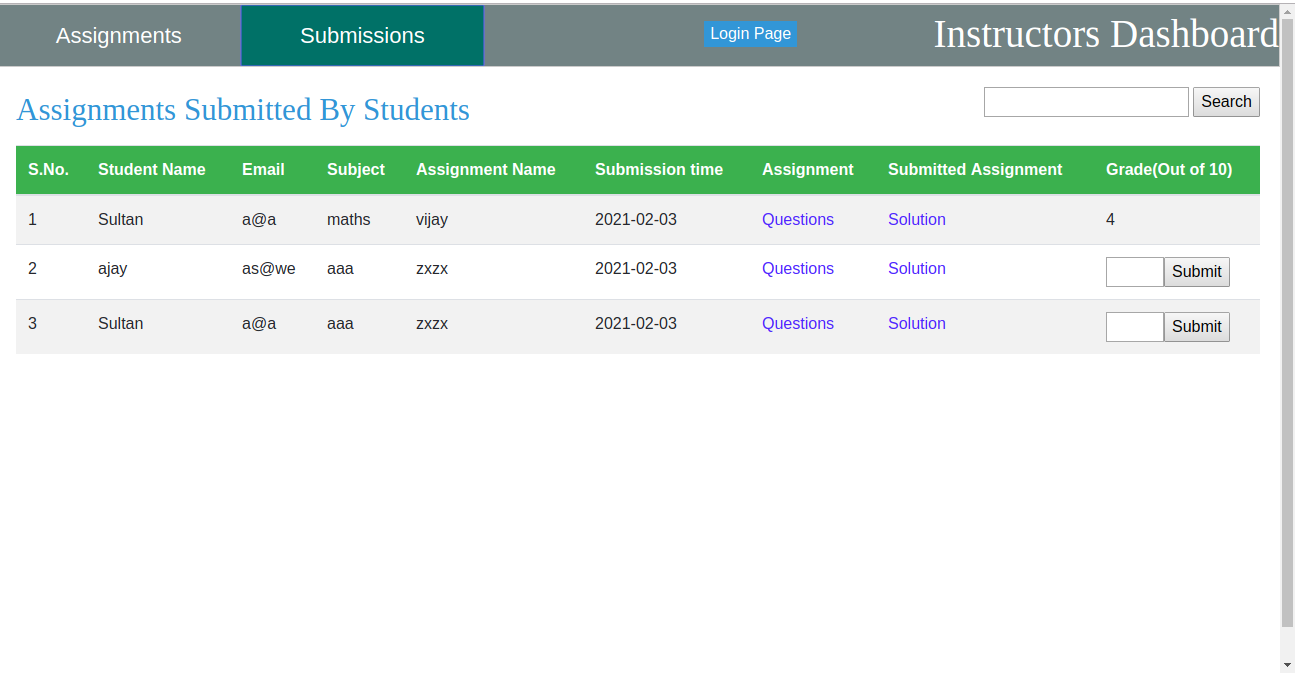 Assignments Submissions Login Page Instructors Dashboard
Assignments Submitted By Students Search
S.No. Student Name Email Subject Assignment Name Submission time Assignment Submitted Assignment Grade(Out of 10)
1 Sultan a@a maths vijay 2021-02-03 Questions Solution 4
2 ajay as@we aaa zxzx 2021-02-03 Questions Solution Submit
3 Sultan a@a aaa zxzx 2021-02-03 Questions Solution Submit